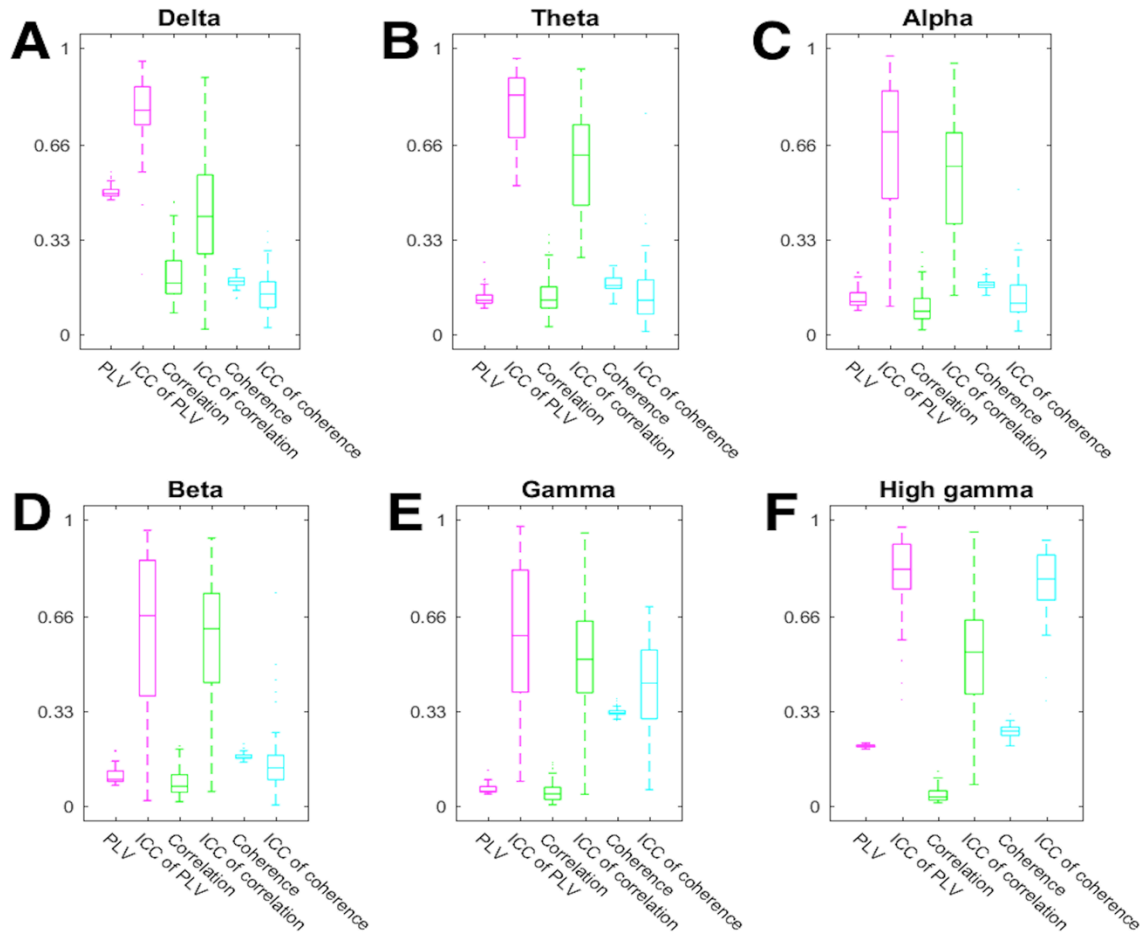 A
Delta
1
0.66
0.33
0
PLV
ICC of PLV
Correlation
ICC of correlation
Coherence
ICC of coherence
B
Theta
1
0.66
0.33
0
PLV
ICC of PLV
Correlation
ICC of correlation
Coherence
ICC of coherence
C
Alpha
1
0.66
0.33
0
PLV
ICC of PLV
Correlation
ICC of correlation
Coherence
ICC of coherence
D
Beta
1
0.66
0.33
0
PLV
ICC of PLV
Correlation
ICC of correlation
Coherence
ICC of coherence
E
Gamma
1
0.66
0.33
0
PLV
ICC of PLV
Correlation
ICC of correlation
Coherence
ICC of coherence
F
High gamma
1
0.66
0.33
0
PLV
ICC of PLV
Correlation
ICC of correlation
Coherence
ICC of coherence